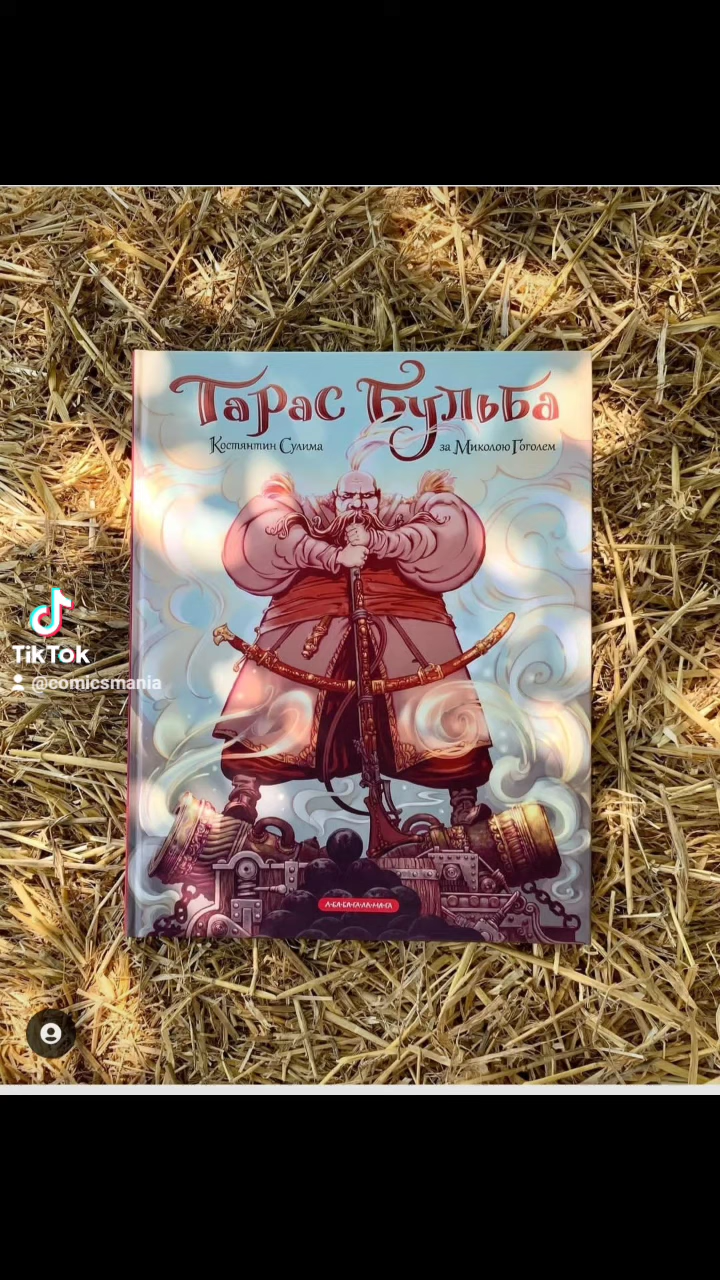 Тарас Бульба
Костянтин Сулима
за Миколою Гоголем
TikTok
@comicsmania
А-БА-БА-ГА-ЛА-МА-ГА